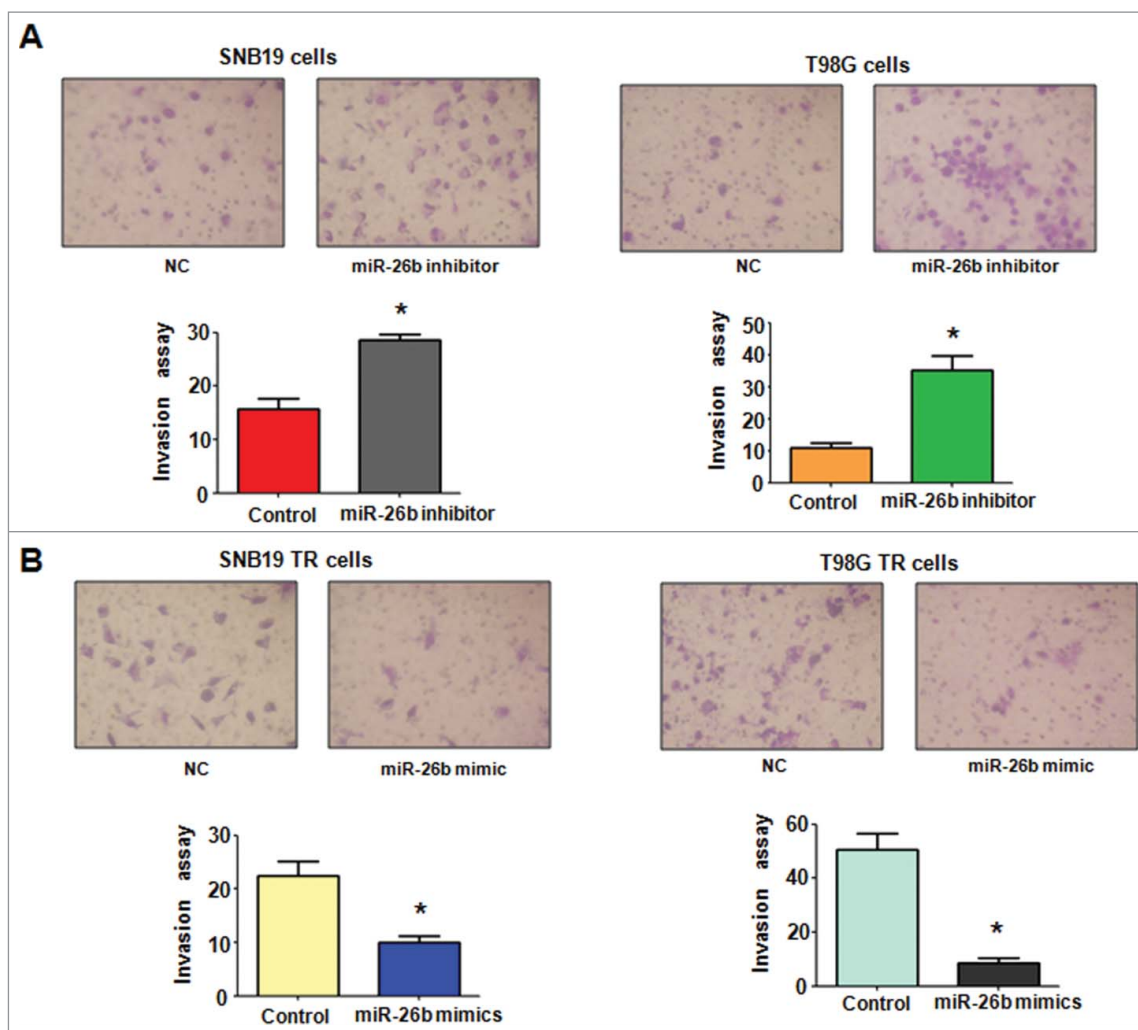 A
SNB19 cells
T98G cells
NC
miR-26b inhibitor
NC
miR-26b inhibitor
Invasion assay
30
20
10
0
*
Control
miR-26b inhibitor
Invasion assay
50
40
30
20
10
0
*
Control
miR-26b inhibitor
B
SNB19 TR cells
T98G TR cells
NC
miR-26b mimic
NC
miR-26b mimic
Invasion assay
30
20
10
0
*
Control
miR-26b mimics
Invasion assay
60
40
20
0
*
Control
miR-26b mimics